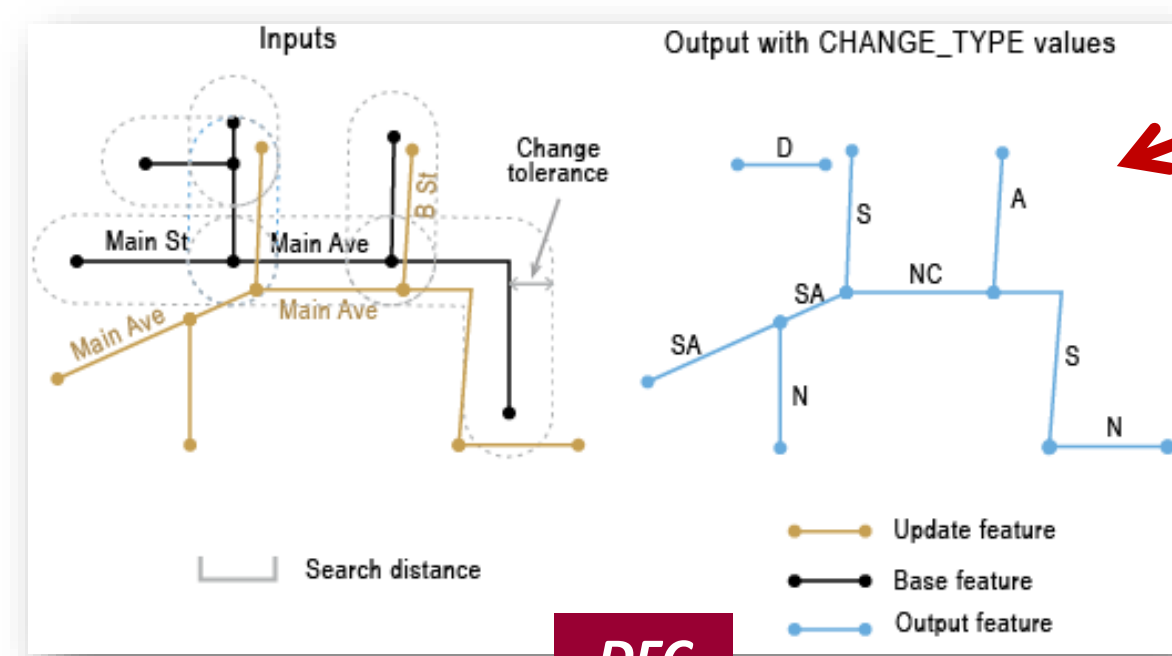 Inputs
Output with CHANGE_TYPE values
Change
tolerance
B St
Main St
Main Ave
Main Ave
Main Ave
D
S
A
NC
SA
SA
S
N
N
Search distance
Update feature
Base feature
Output feature